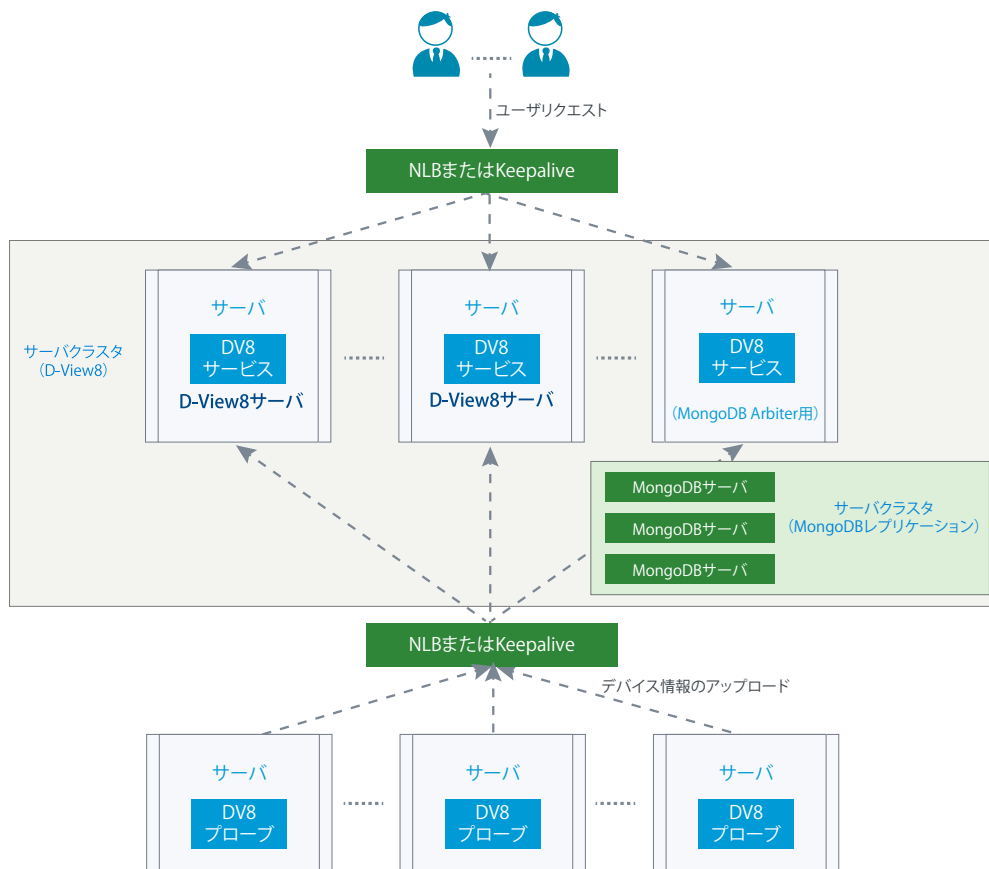 ユーザリクエスト
NLBまたはKeepalive
サーバクラスタ
(D-View8)
サーバ
DV8
サービス
D-View8サーバ
サーバ
DV8
サービス
D-View8サーバ
サーバ
DV8
サービス
(MongoDB Arbiter用)
MongoDBサーバ
MongoDBサーバ
MongoDBサーバ
サーバクラスタ
(MongoDBレプリケーション)
NLBまたはKeepalive
デバイス情報のアップロード
サーバ
DV8
プローブ
サーバ
DV8
プローブ
サーバ
DV8
プローブ